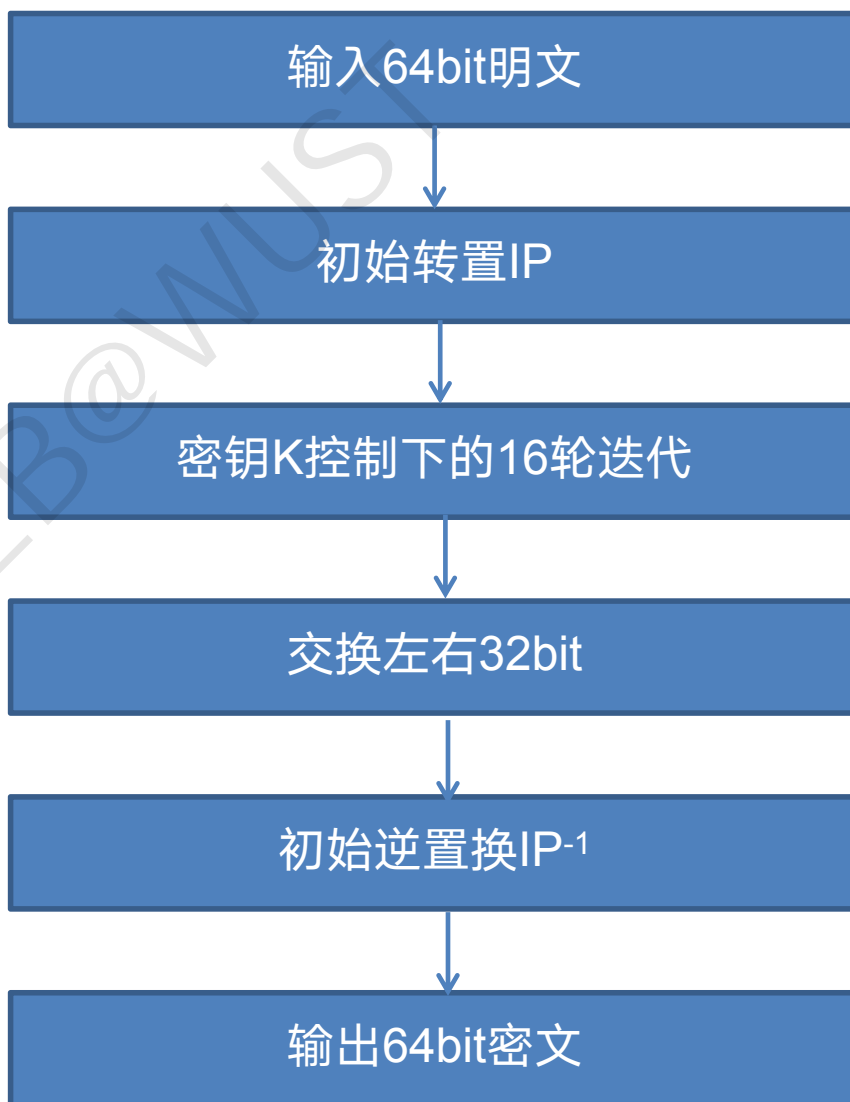 输入64bit明文
初始转置IP
密钥K控制下的16轮迭代
交换左右32bit
初始逆置换IP-1
输出64bit密文
B@WUST